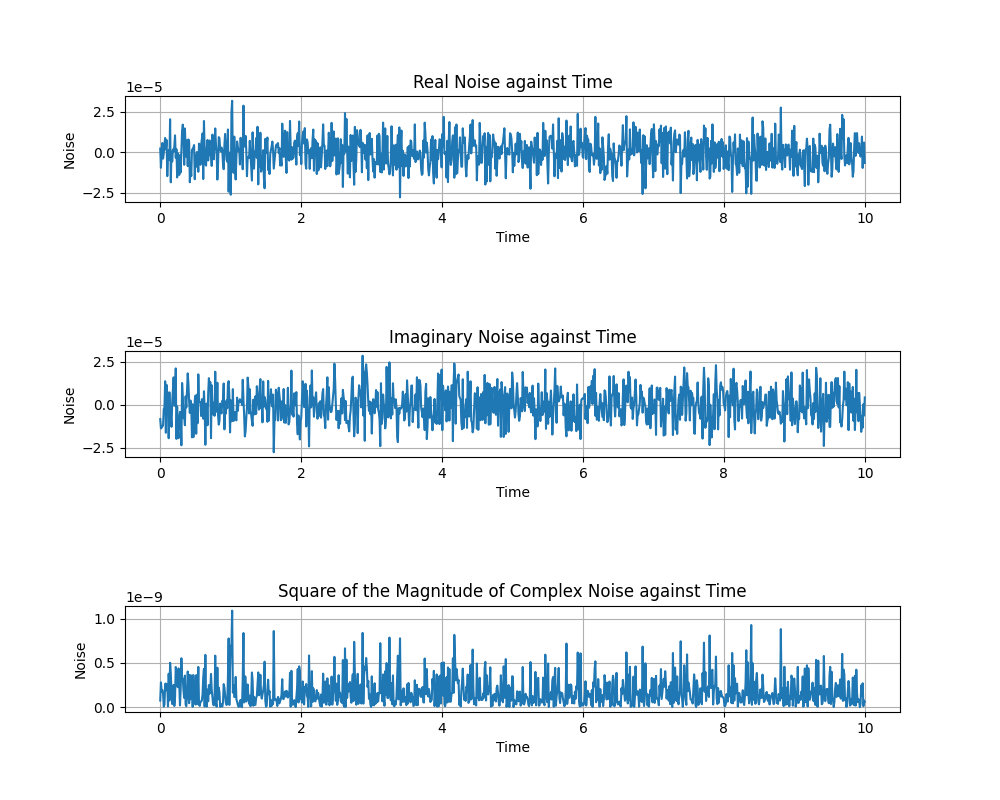 Real Noise against Time
1e−5
2.5
0.0
−2.5
Noise
0 2 4 6 8 10
Time
Imaginary Noise against Time
1e−5
2.5
0.0
−2.5
Noise
0 2 4 6 8 10
Time
Square of the Magnitude of Complex Noise against Time
1e−9
1.0
0.5
0.0
Noise
0 2 4 6 8 10
Time